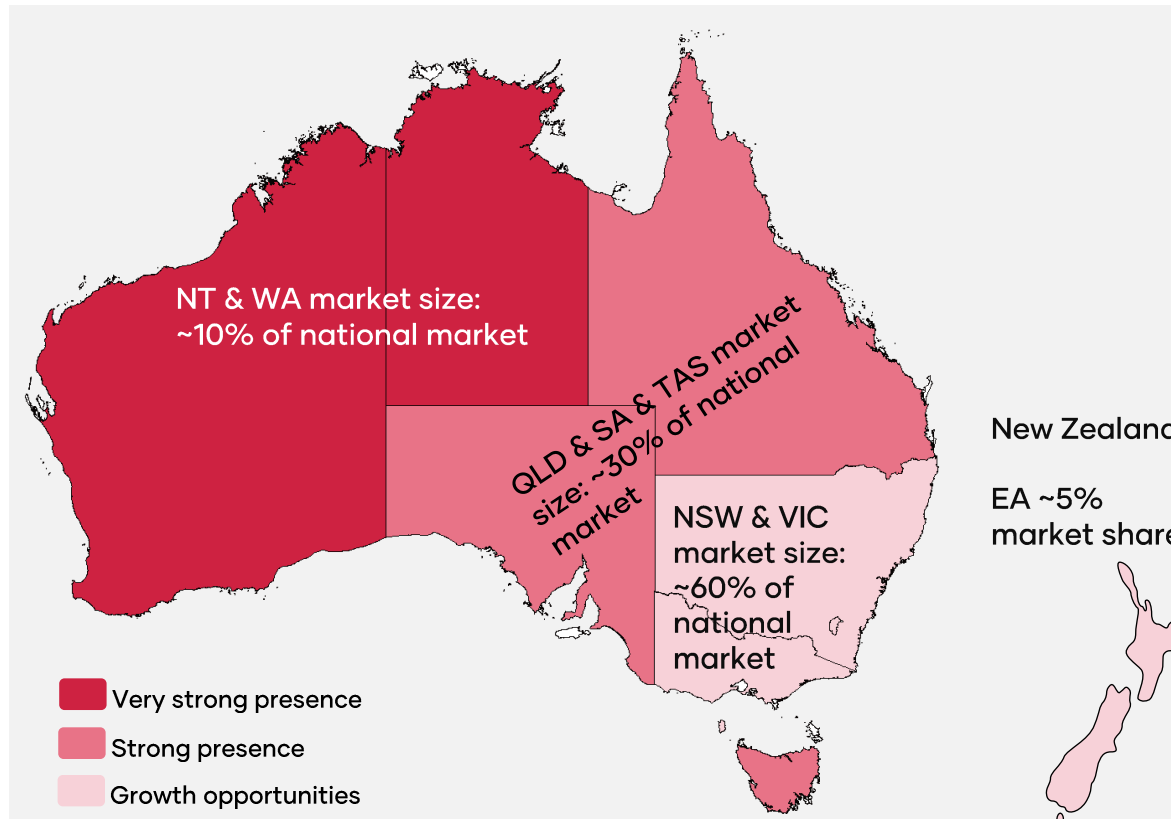 NT & WA market size:
~10% of national market
QLD & SA & TAS market
size: ~30% of national
market
New Zealand
EA ~5%
market share
NSW & VIC
market size:
~60% of
national
market
Very strong presence
Strong presence
Growth opportunities